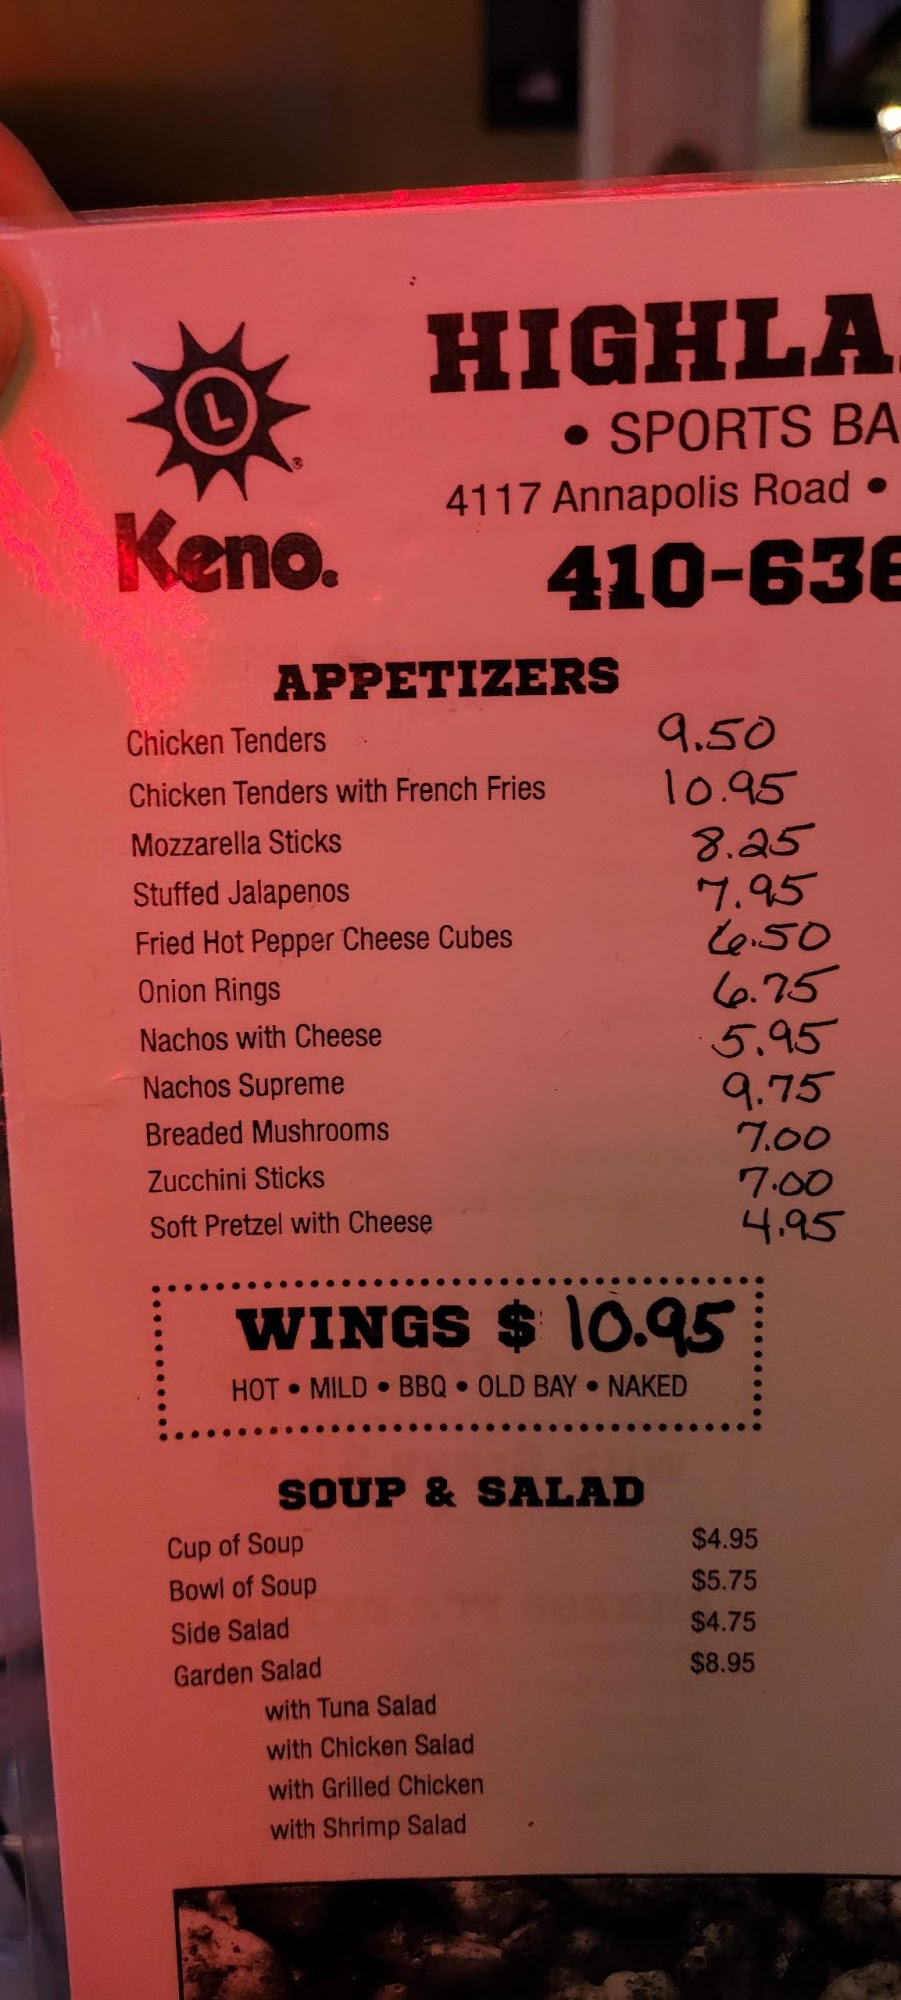 HIGHLA
• SPORTS BA
4117 Annapolis Road •
410-636
L
Keno.
APPETIZERS
Chicken Tenders 9.50
Chicken Tenders with French Fries 10.95
Mozzarella Sticks 8.25
Stuffed Jalapenos 7.95
Fried Hot Pepper Cheese Cubes 6.50
Onion Rings 6.75
Nachos with Cheese 5.95
Nachos Supreme 9.75
Breaded Mushrooms 7.00
Zucchini Sticks 7.00
Soft Pretzel with Cheese 4.95
WINGS $ 10.95
HOT • MILD • BBQ • OLD BAY • NAKED
SOUP & SALAD
Cup of Soup $4.95
Bowl of Soup $5.75
Side Salad $4.75
Garden Salad $8.95
with Tuna Salad
with Chicken Salad
with Grilled Chicken
with Shrimp Salad